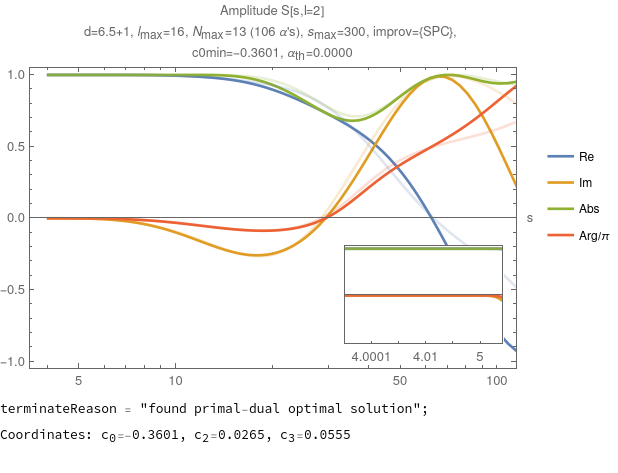 Amplitude S[s,l=2]
d=6.5+1, lmax=16, Nmax=13 (106 α's), smax=300, improv={SPC},
c0min=-0.3601, αth=0.0000
1.0
0.5
0.0
-0.5
-1.0
s
Re
Im
Abs
Arg/π
4.0001 4.01 5
5 10 50 100
terminateReason = "found primal-dual optimal solution";
Coordinates: c0=-0.3601, c2=0.0265, c3=0.0555